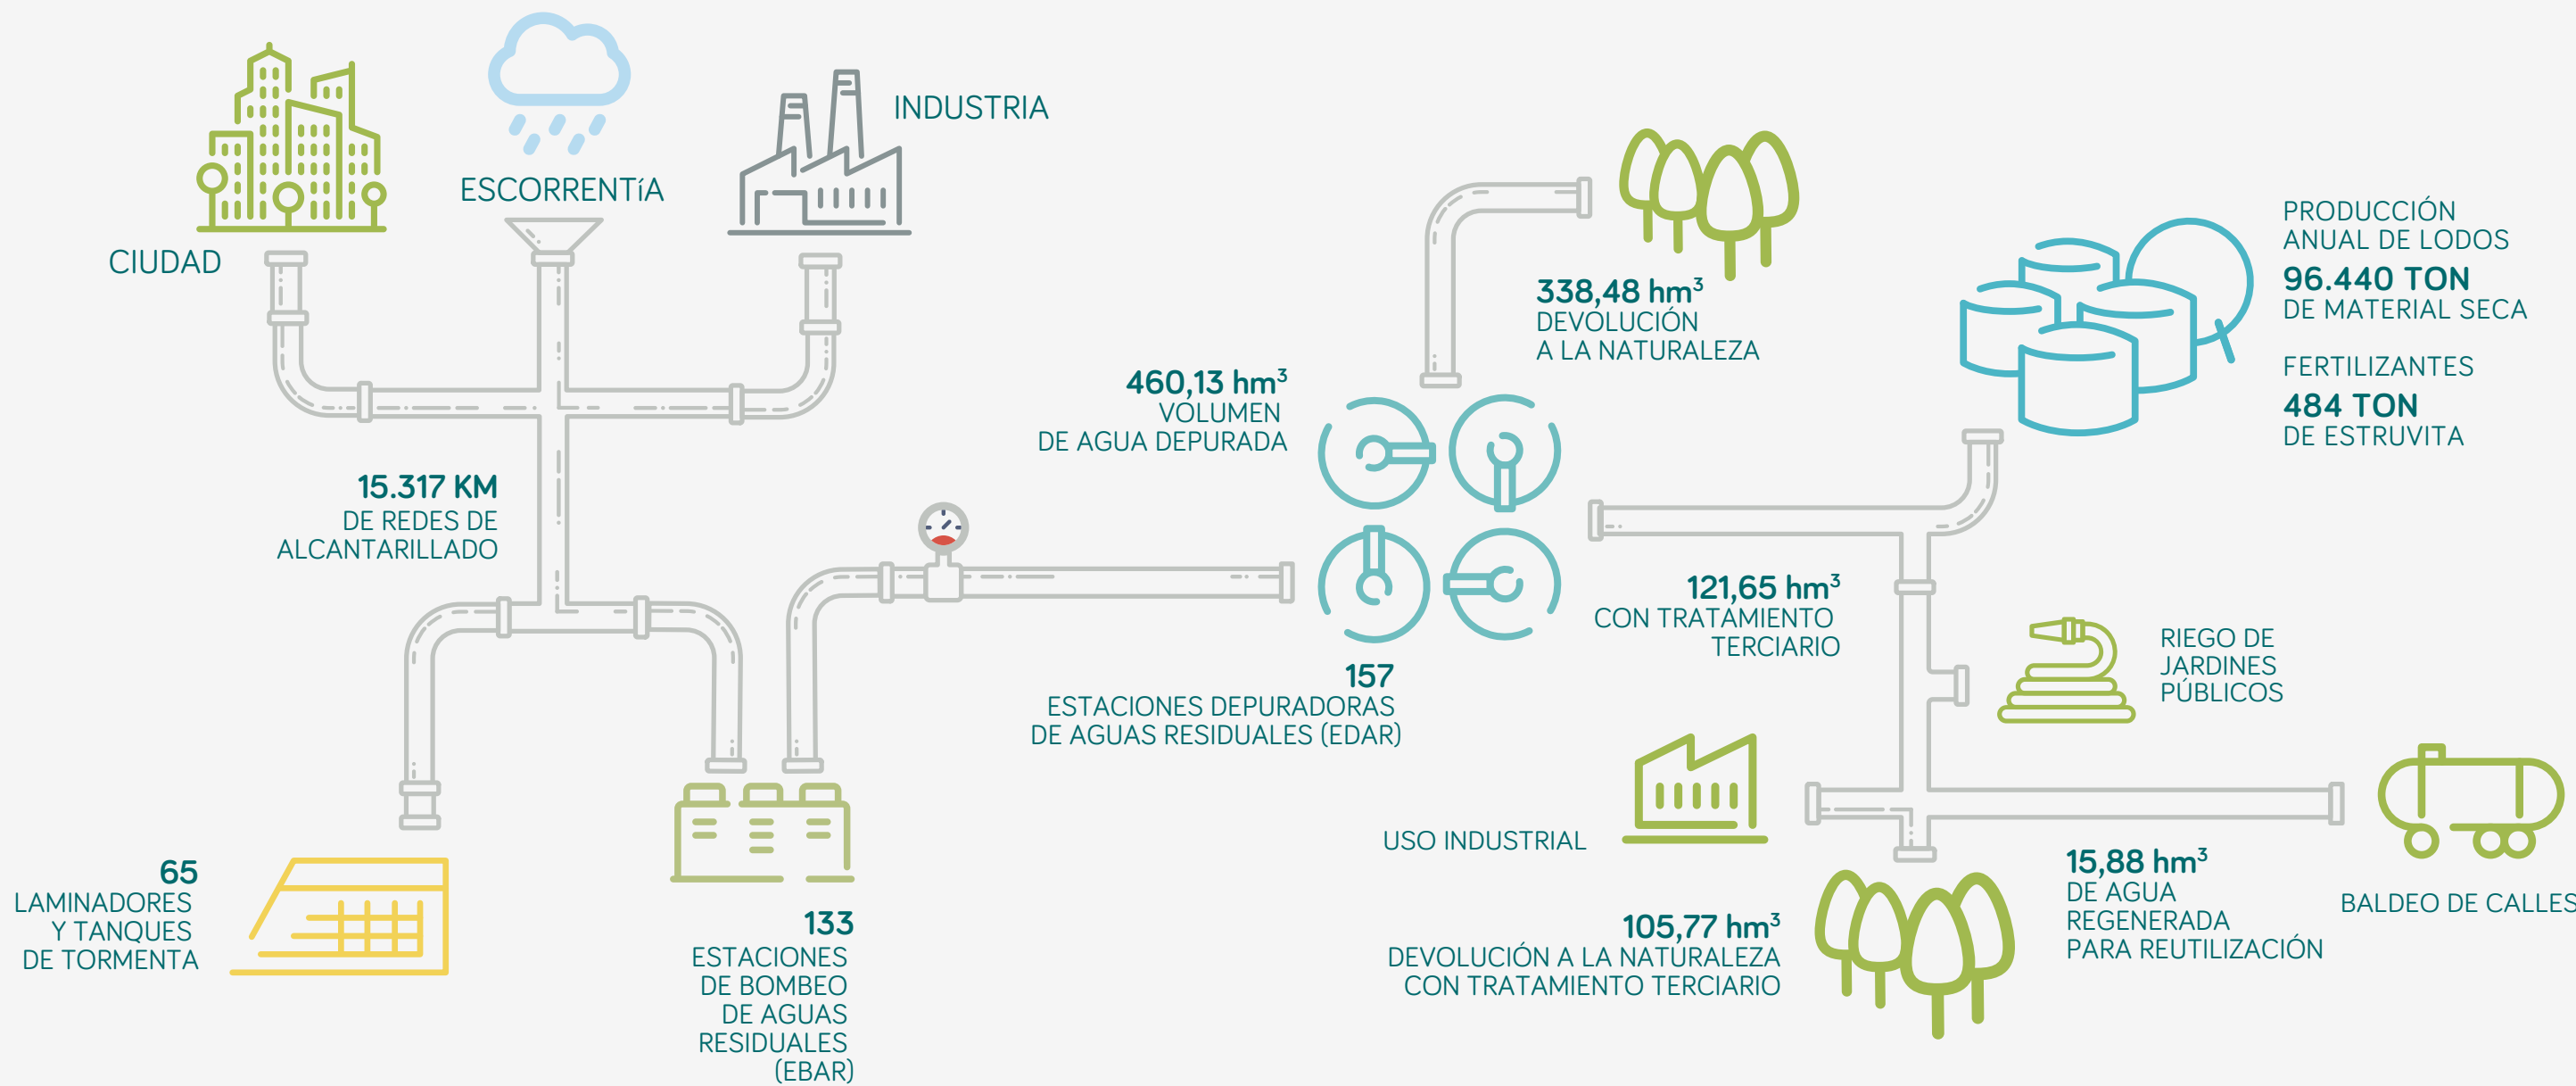 CIUDAD
ESCORRENTíA
INDUSTRIA
15.317 KM
DE REDES DE
ALCANTARILLADO
65
LAMINADORES
Y TANQUES
DE TORMENTA
133
ESTACIONES
DE BOMBEO
DE AGUAS
RESIDUALES
(EBAR)
460,13 hm³
VOLUMEN
DE AGUA DEPURADA
157
ESTACIONES DEPURADORAS
DE AGUAS RESIDUALES (EDAR)
338,48 hm³
DEVOLUCIÓN
A LA NATURALEZA
PRODUCCIÓN
ANUAL DE LODOS
96.440 TON
DE MATERIAL SECA
FERTILIZANTES
484 TON
DE ESTRUVITA
121,65 hm³
CON TRATAMIENTO
TERCIARIO
RIEGO DE
JARDINES
PÚBLICOS
USO INDUSTRIAL
BALDEO DE CALLES
15,88 hm³
DE AGUA
REGENERADA
PARA REUTILIZACIÓN
105,77 hm³
DEVOLUCIÓN A LA NATURALEZA
CON TRATAMIENTO TERCIARIO